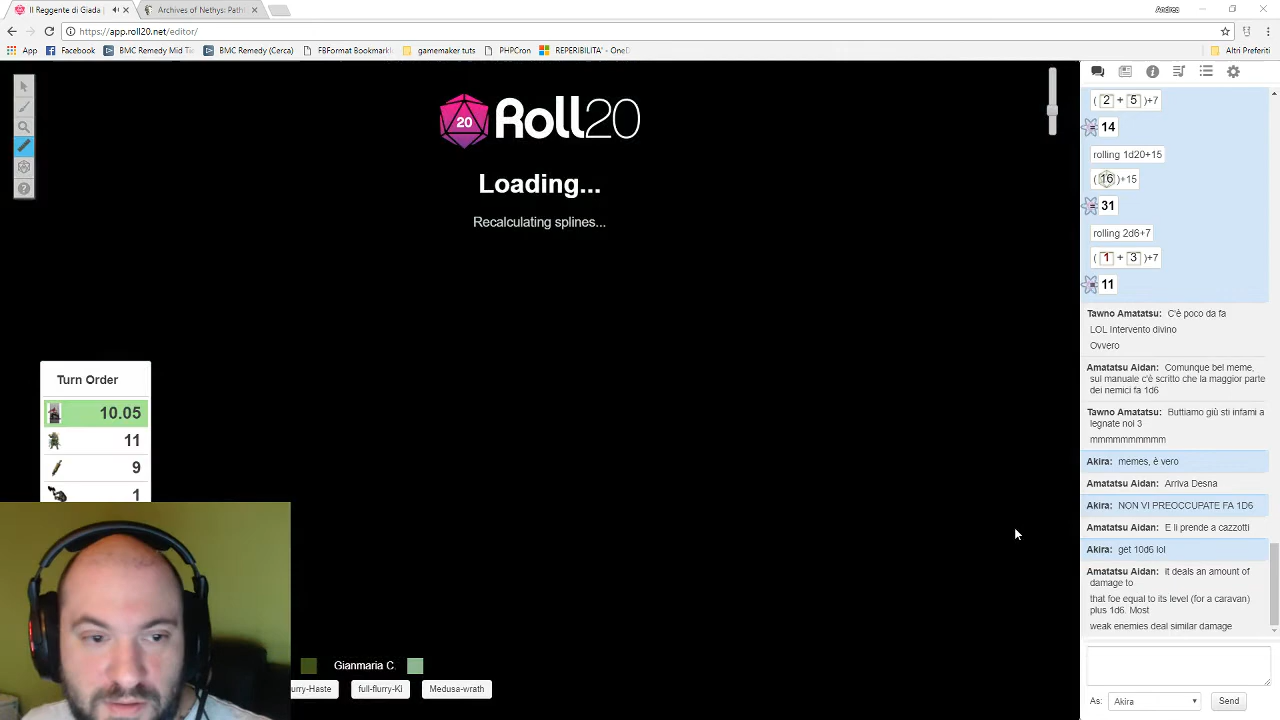 Il Reggente di Giada
Archives of Nethys: Path
Andrea
https://app.roll20.net/editor/
App
Facebook
BMC Remedy Mid Tie
BMC Remedy (Cerca)
FBFormat Bookmarkl
gamemaker tuts
PHPCron
REPERIBILITA' - OneD
Altri Preferiti
20
Roll20
Loading...
Recalculating splines...
Turn Order
10.05
11
9
1
Gianmaria C
urry-Haste
full-flurry-KI
Medusa-wrath
( 2 + 5 )+7
= 14
rolling 1d20+15
( 16 )+15
= 31
rolling 2d6+7
( 1 + 3 )+7
= 11
Tawno Amatatsu: C'è poco da fa
LOL Intervento divino
Ovvero
Amatatsu Aidan: Comunque bel meme,
sul manuale c'è scritto che la maggior parte
dei nemici fa 1d6
Tawno Amatatsu: Buttiamo giù sti infami a
legnate noi 3
mmmmmmmmmm
Akira: memes, è vero
Amatatsu Aidan: Arriva Desna
Akira: NON VI PREOCCUPATE FA 1D6
Amatatsu Aidan: E li prende a cazzotti
Akira: get 10d6 lol
Amatatsu Aidan: It deals an amount of
damage to
that foe equal to its level (for a caravan)
plus 1d6. Most
weak enemies deal similar damage
As:
Akira
Send